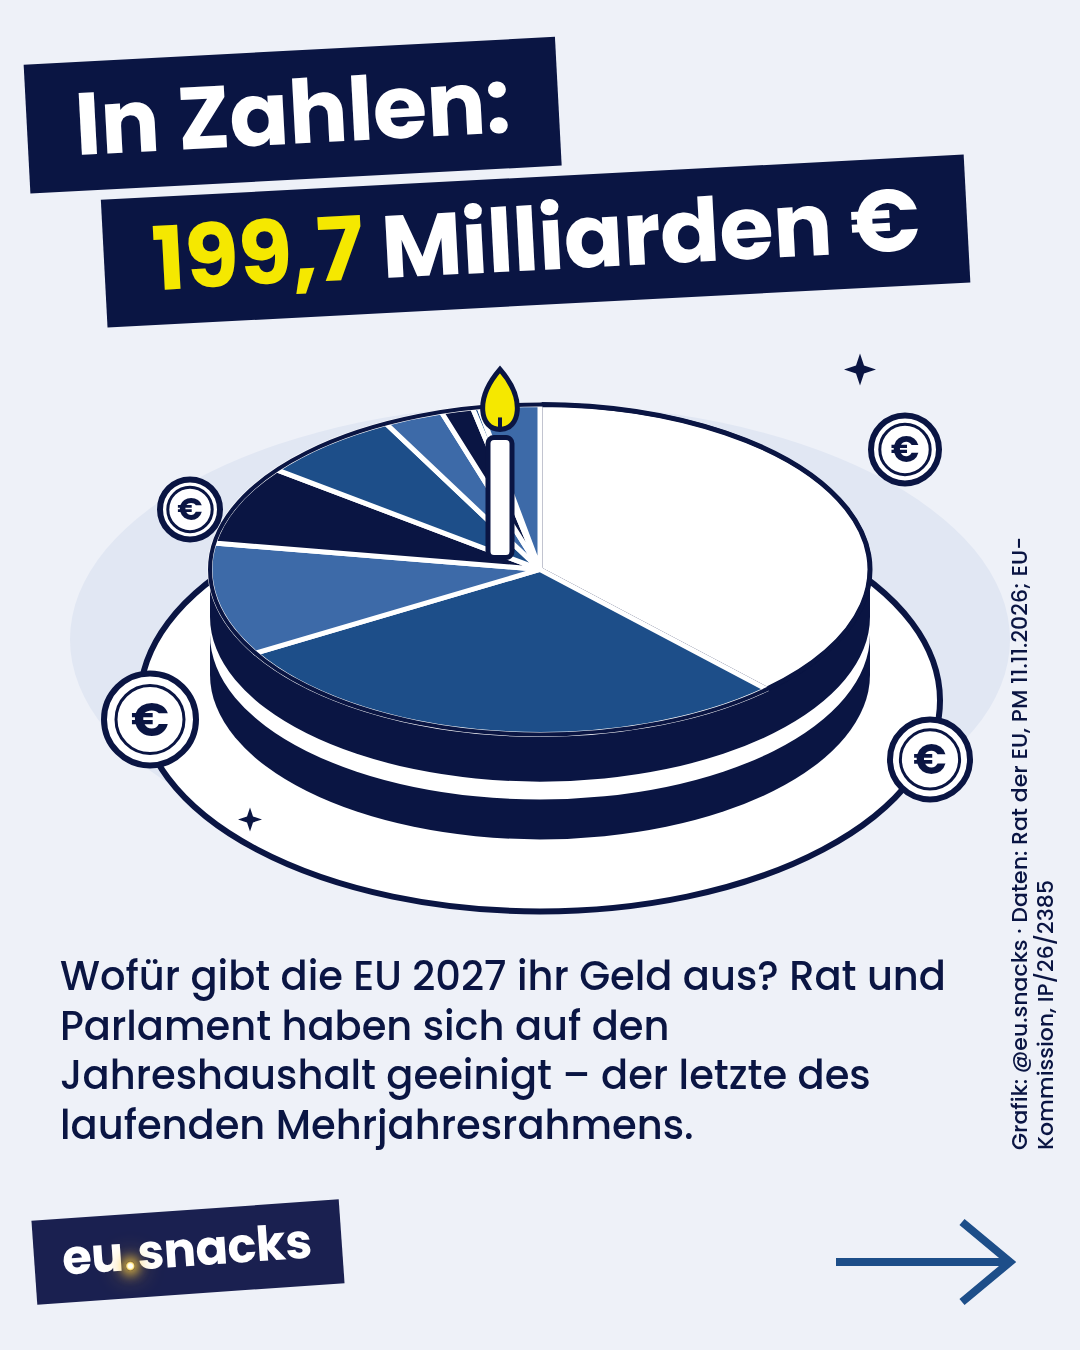 In Zahlen:
199,7 Milliarden €
€
€
€
€
Wofür gibt die EU 2027 ihr Geld aus? Rat und
Parlament haben sich auf den
Jahreshaushalt geeinigt – der letzte des
laufenden Mehrjahresrahmens.
Grafik: @eu.snacks · Daten: Rat der EU, PM 11.11.2026; EU-
Kommission, IP/26/2385
eu.snacks